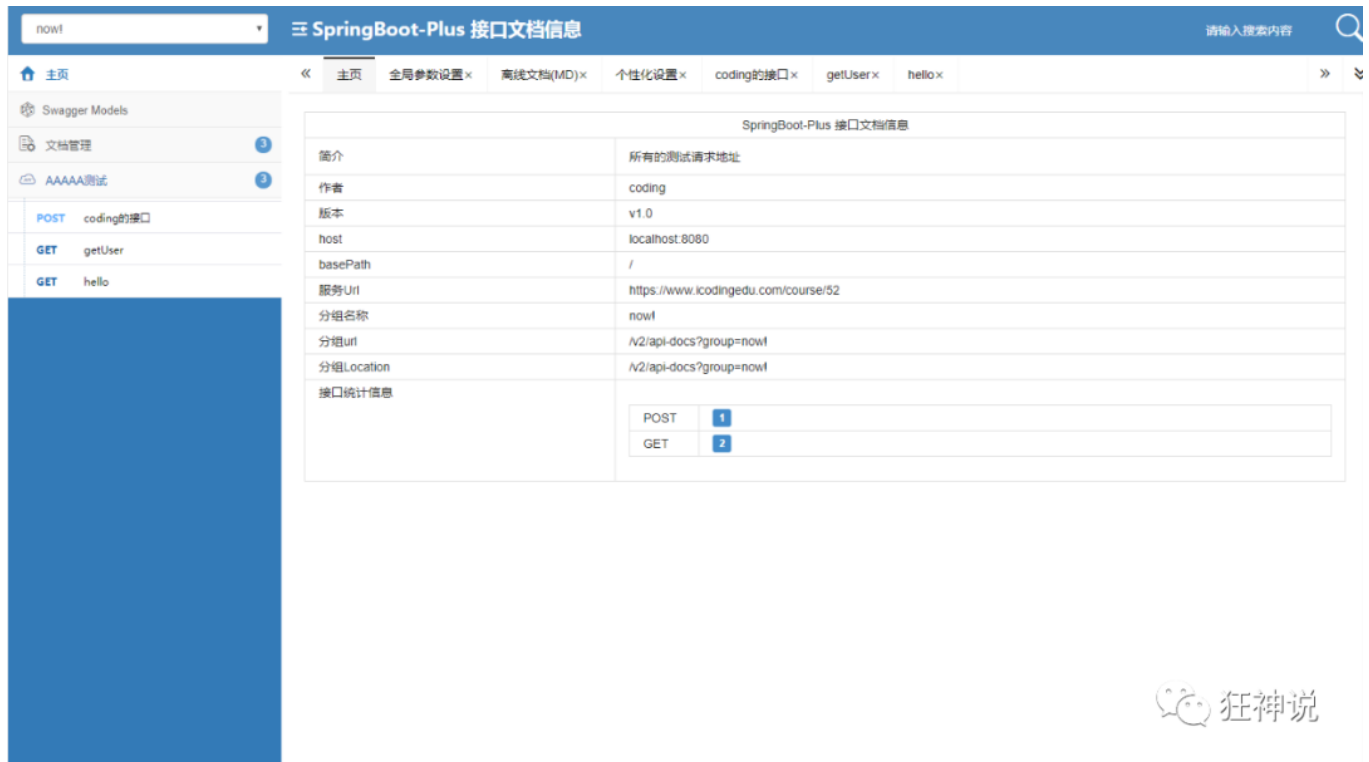 now!
SpringBoot-Plus 接口文档信息
请输入搜索内容
主页
主页 全局参数设置× 离线文档(MD)× 个性化设置× coding的接口× getUser× hello×
Swagger Models
文档管理 3
AAAAA测试 3
POST coding的接口
GET getUser
GET hello
SpringBoot-Plus 接口文档信息
简介 所有的测试请求地址
作者 coding
版本 v1.0
host localhost:8080
basePath /
服务Url https://www.icodingedu.com/course/52
分组名称 now!
分组url /v2/api-docs?group=now!
分组Location /v2/api-docs?group=now!
接口统计信息
POST 1
GET 2
狂神说